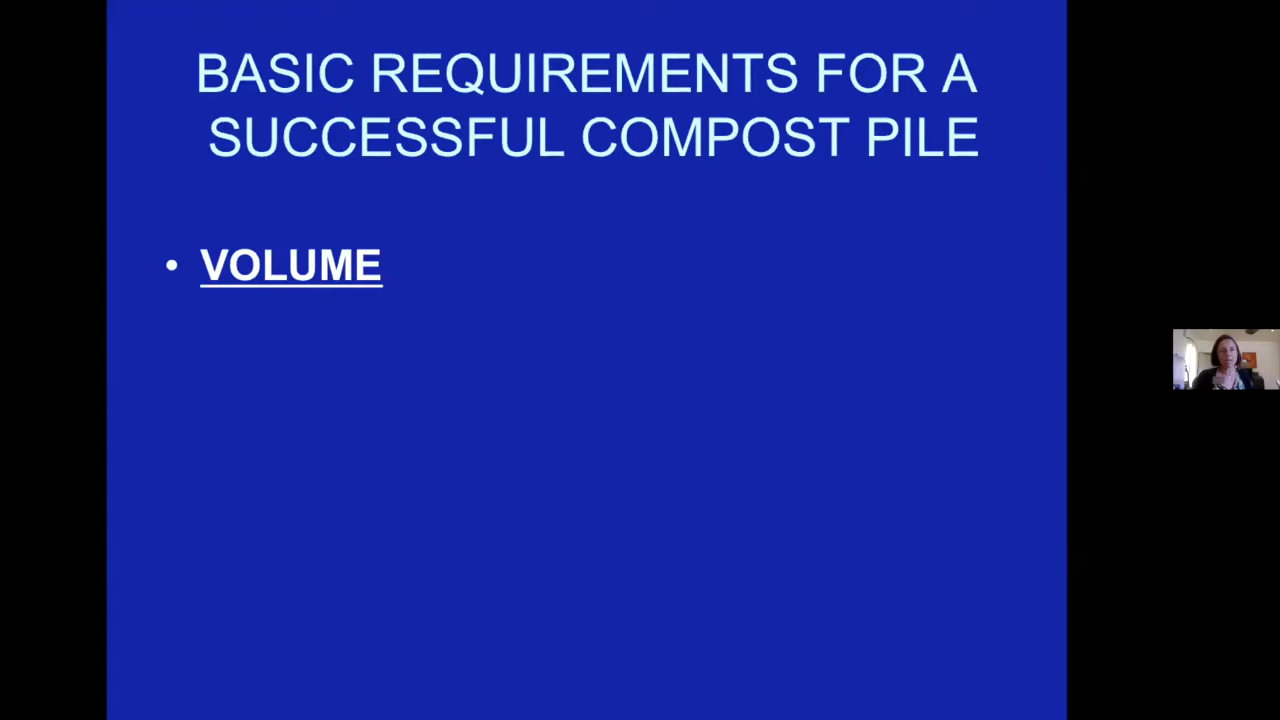 BASIC REQUIREMENTS FOR A
SUCCESSFUL COMPOST PILE
• VOLUME